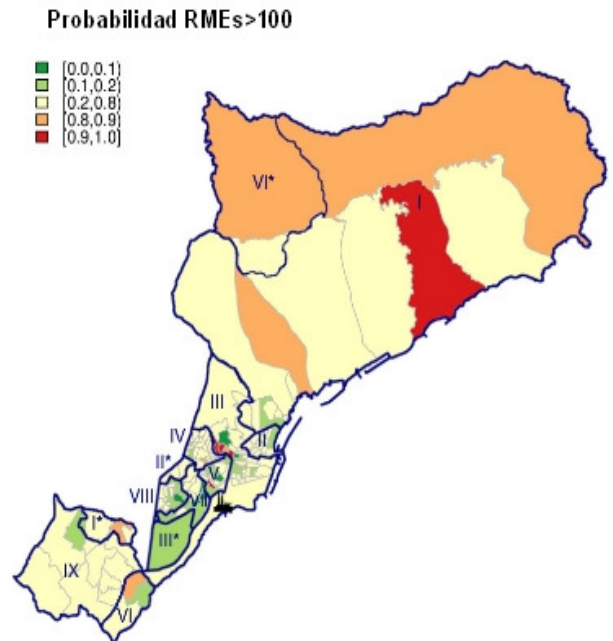 Probabilidad RMEs>100
[0.0,0.1)
[0.1,0.2)
[0.2,0.8)
[0.8,0.9)
[0.9,1.0]
VI*
I
III
IV
II
II*
V
VIII
VII
I*
III*
IX
VI